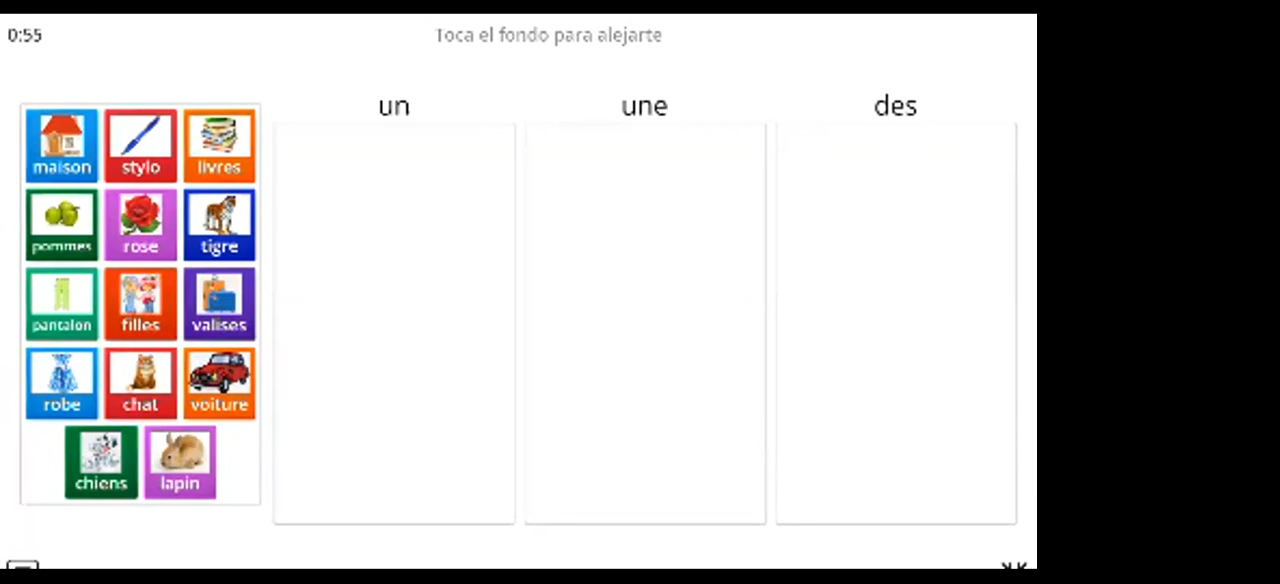 0:55
Toca el fondo para alejarte
un une des
maison stylo livres
pommes rose tigre
pantalon filles valises
robe chat voiture
chiens lapin